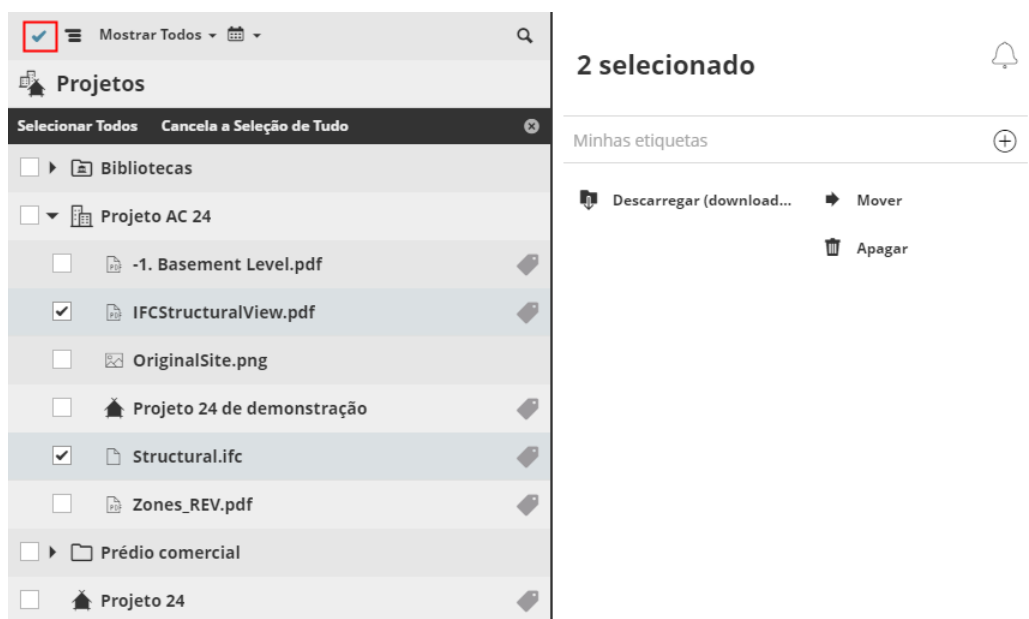 Mostrar Todos
Projetos
Selecionar Todos Cancela a Seleção de Tudo
Bibliotecas
Projeto AC 24
-1. Basement Level.pdf
IFCStructuralView.pdf
OriginalSite.png
Projeto 24 de demonstração
Structural.ifc
Zones_REV.pdf
Prédio comercial
Projeto 24
2 selecionado
Minhas etiquetas
Descarregar (download... Mover
Apagar